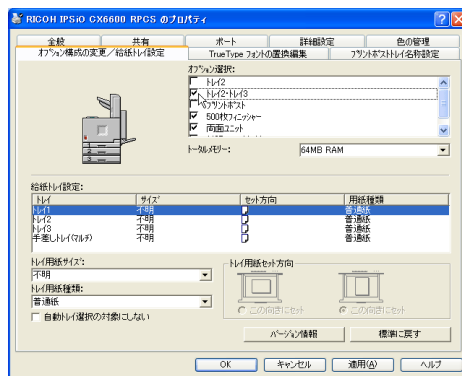 RICOH IPSiO CX6600 RPCS のプロパティ
全般 共有 ポート 詳細設定 色の管理
オプション構成の変更/給紙トレイ設定 TrueType フォントの置換編集 プリントポストトレイ名称設定
オプション選択:
トレイ2
トレイ2・トレイ3
プリントポスト
500枚フィニッシャー
両面ユニット
トータルメモリー: 64MB RAM
給紙トレイ設定:
トレイ サイズ セット方向 用紙種類
トレイ1 不明 普通紙
トレイ2 不明 普通紙
トレイ3 不明 普通紙
手差しトレイ(マルチ) 不明 普通紙
トレイ用紙サイズ:
不明
トレイ用紙種類:
普通紙
自動トレイ選択の対象にしない
トレイ用紙セット方向
この向きにセット この向きにセット
バージョン情報 標準に戻す
OK キャンセル 適用(A) ヘルプ